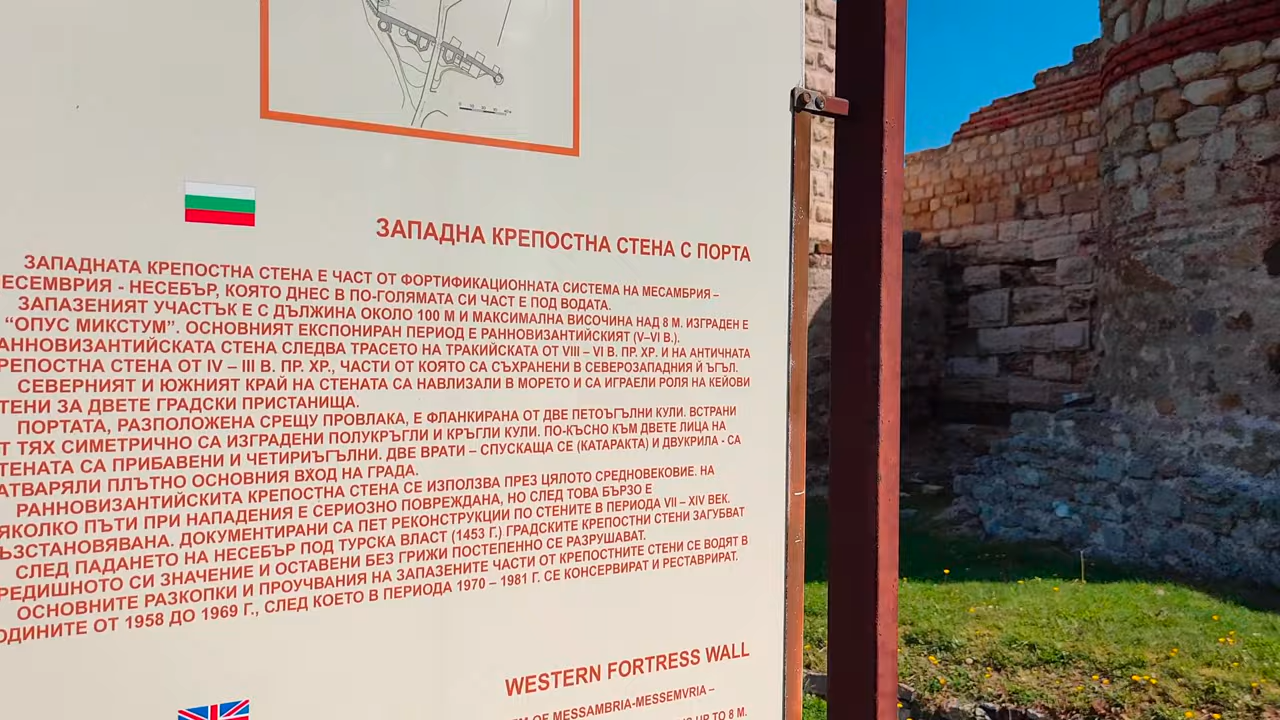 ЗАПАДНА КРЕПОСТНА СТЕНА С ПОРТА
ЗАПАДНАТА КРЕПОСТНА СТЕНА Е ЧАСТ ОТ ФОРТИФИКАЦИОННАТА СИСТЕМА НА МЕСАМБРИЯ –
ЕСЕМВРИЯ - НЕСЕБЪР, КОЯТО ДНЕС В ПО-ГОЛЯМАТА СИ ЧАСТ Е ПОД ВОДАТА.
ЗАПАЗЕНИЯТ УЧАСТЪК Е С ДЪЛЖИНА ОКОЛО 100 М И МАКСИМАЛНА ВИСОЧИНА НАД 8 М. ИЗГРАДЕН Е
“ОПУС МИКСТУМ”. ОСНОВНИЯТ ЕКСПОНИРАН ПЕРИОД Е РАННОВИЗАНТИЙСКИЯТ (V–VI В.).
АННОВИЗАНТИЙСКАТА СТЕНА СЛЕДВА ТРАСЕТО НА ТРАКИЙСКАТА ОТ VIII – VI В. ПР. ХР. И НА АНТИЧНАТА
РЕПОСТНА СТЕНА ОТ IV – III В. ПР. ХР., ЧАСТИ ОТ КОЯТО СА СЪХРАНЕНИ В СЕВЕРОЗАПАДНИЯ Й ЪГЪЛ.
СЕВЕРНИЯТ И ЮЖНИЯТ КРАЙ НА СТЕНАТА СА НАВЛИЗАЛИ В МОРЕТО И СА ИГРАЕЛИ РОЛЯ НА КЕЙОВИ
ТЕНИ ЗА ДВЕТЕ ГРАДСКИ ПРИСТАНИЩА.
ПОРТАТА, РАЗПОЛОЖЕНА СРЕЩУ ПРОВЛАКА, Е ФЛАНКИРАНА ОТ ДВЕ ПЕТОЪГЪЛНИ КУЛИ. ВСТРАНИ
Т ТЯХ СИМЕТРИЧНО СА ИЗГРАДЕНИ ПОЛУКРЪГЛИ И КРЪГЛИ КУЛИ. ПО-КЪСНО КЪМ ДВЕТЕ ЛИЦА НА
ТЕНАТА СА ПРИБАВЕНИ И ЧЕТИРИЪГЪЛНИ. ДВЕ ВРАТИ – СПУСКАЩА СЕ (КАТАРАКТА) И ДВУКРИЛА - СА
АТВАРЯЛИ ПЛЪТНО ОСНОВНИЯ ВХОД НА ГРАДА.
РАННОВИЗАНТИЙСКИТА КРЕПОСТНА СТЕНА СЕ ИЗПОЛЗВА ПРЕЗ ЦЯЛОТО СРЕДНОВЕКОВИЕ. НА
ЯКОЛКО ПЪТИ ПРИ НАПАДЕНИЯ Е СЕРИОЗНО ПОВРЕЖДАНА, НО СЛЕД ТОВА БЪРЗО Е
ЪЗСТАНОВЯВАНА. ДОКУМЕНТИРАНИ СА ПЕТ РЕКОНСТРУКЦИИ ПО СТЕНИТЕ В ПЕРИОДА VII – XIV ВЕК.
СЛЕД ПАДАНЕТО НА НЕСЕБЪР ПОД ТУРСКА ВЛАСТ (1453 Г.) ГРАДСКИТЕ КРЕПОСТНИ СТЕНИ ЗАГУБВАТ
РЕДИШНОТО СИ ЗНАЧЕНИЕ И ОСТАВЕНИ БЕЗ ГРИЖИ ПОСТЕПЕННО СЕ РАЗРУШАВАТ.
ОСНОВНИТЕ РАЗКОПКИ И ПРОУЧВАНИЯ НА ЗАПАЗЕНИТЕ ЧАСТИ ОТ КРЕПОСТНИТЕ СТЕНИ СЕ ВОДЯТ В
ОДИНИТЕ ОТ 1958 ДО 1969 Г., СЛЕД КОЕТО В ПЕРИОДА 1970 – 1981 Г. СЕ КОНСЕРВИРАТ И РЕСТАВРИРАТ.
WESTERN FORTRESS WALL
OF MESSAMBRIA-MESSEMVRIA –
UP TO 8 M.